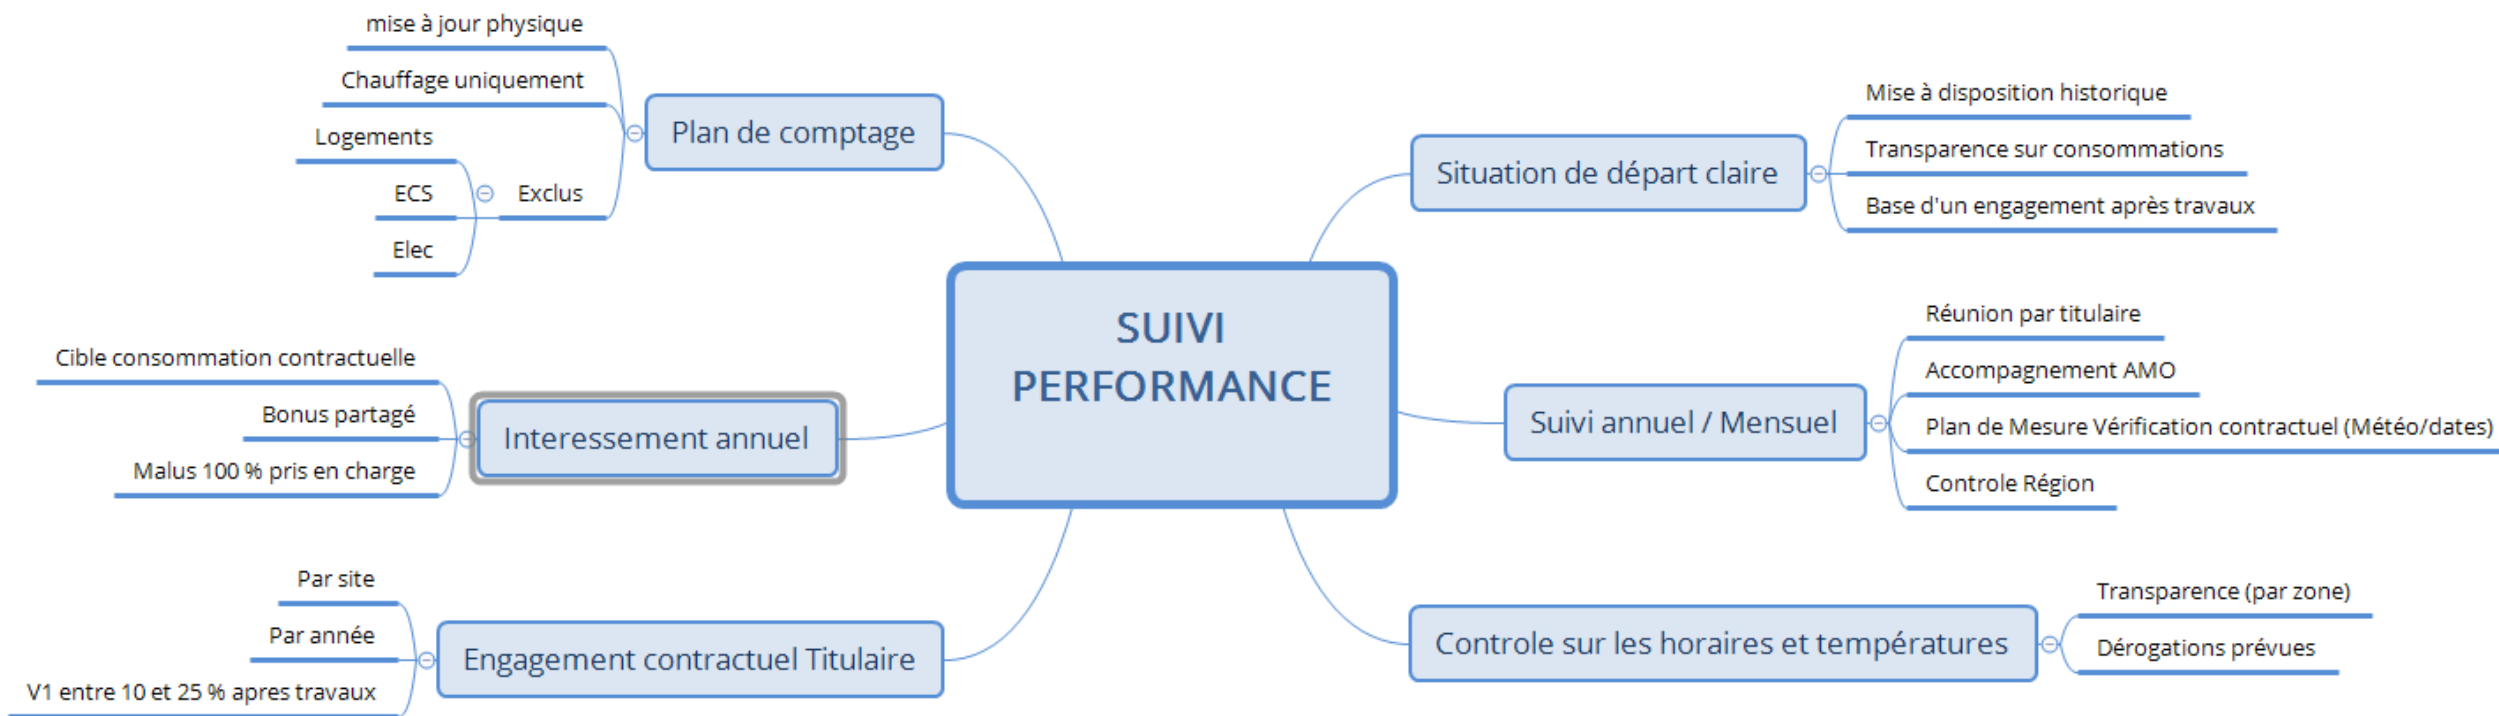 mise à jour physique
Chauffage uniquement
Logements
ECS
Elec
Exclus
Plan de comptage
Cible consommation contractuelle
Bonus partagé
Malus 100 % pris en charge
Interessement annuel
Par site
Par année
V1 entre 10 et 25 % apres travaux
Engagement contractuel Titulaire
SUIVI
PERFORMANCE
Situation de départ claire
Mise à disposition historique
Transparence sur consommations
Base d'un engagement après travaux
Suivi annuel / Mensuel
Réunion par titulaire
Accompagnement AMO
Plan de Mesure Vérification contractuel (Météo/dates)
Controle Région
Controle sur les horaires et températures
Transparence (par zone)
Dérogations prévues